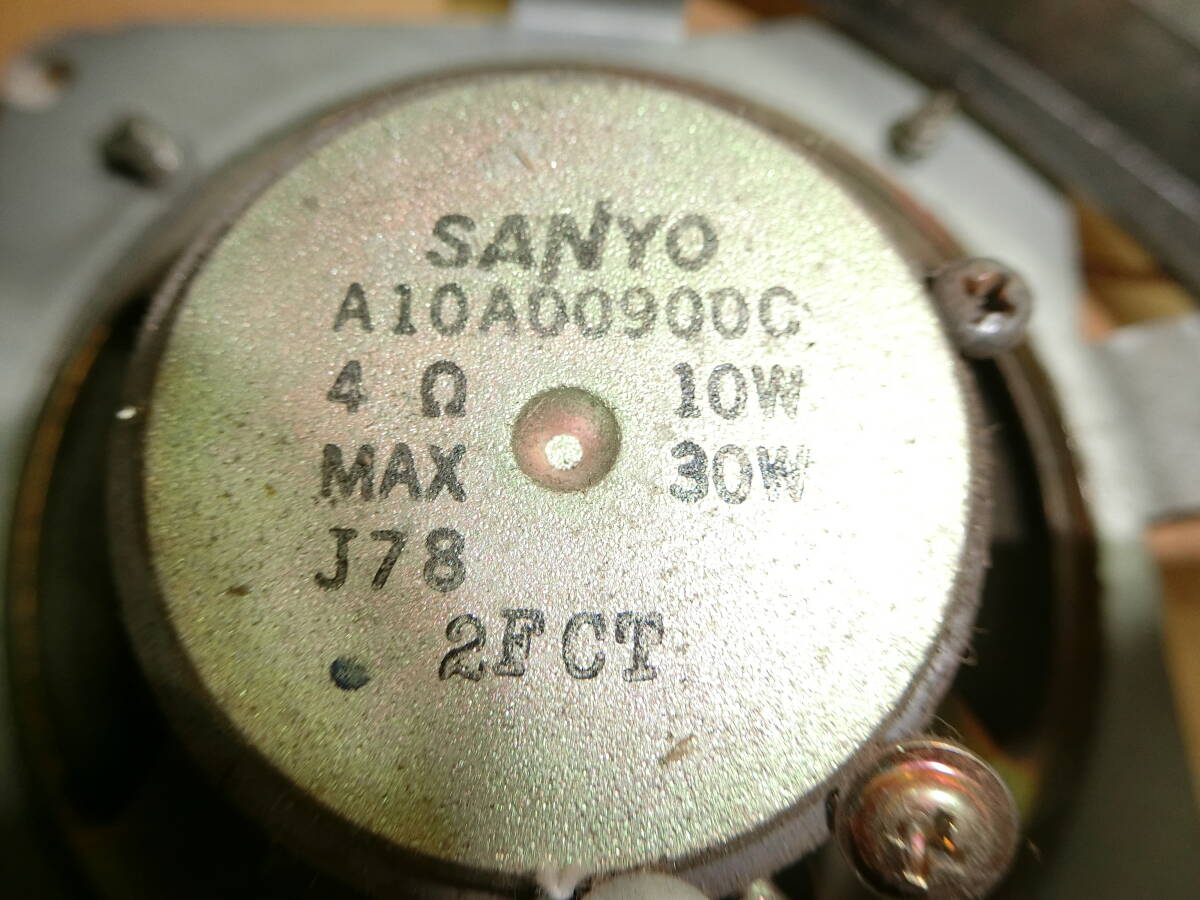 SANYO
A10A00900C
4 Ω 10W
MAX 30W
J78
2FCT